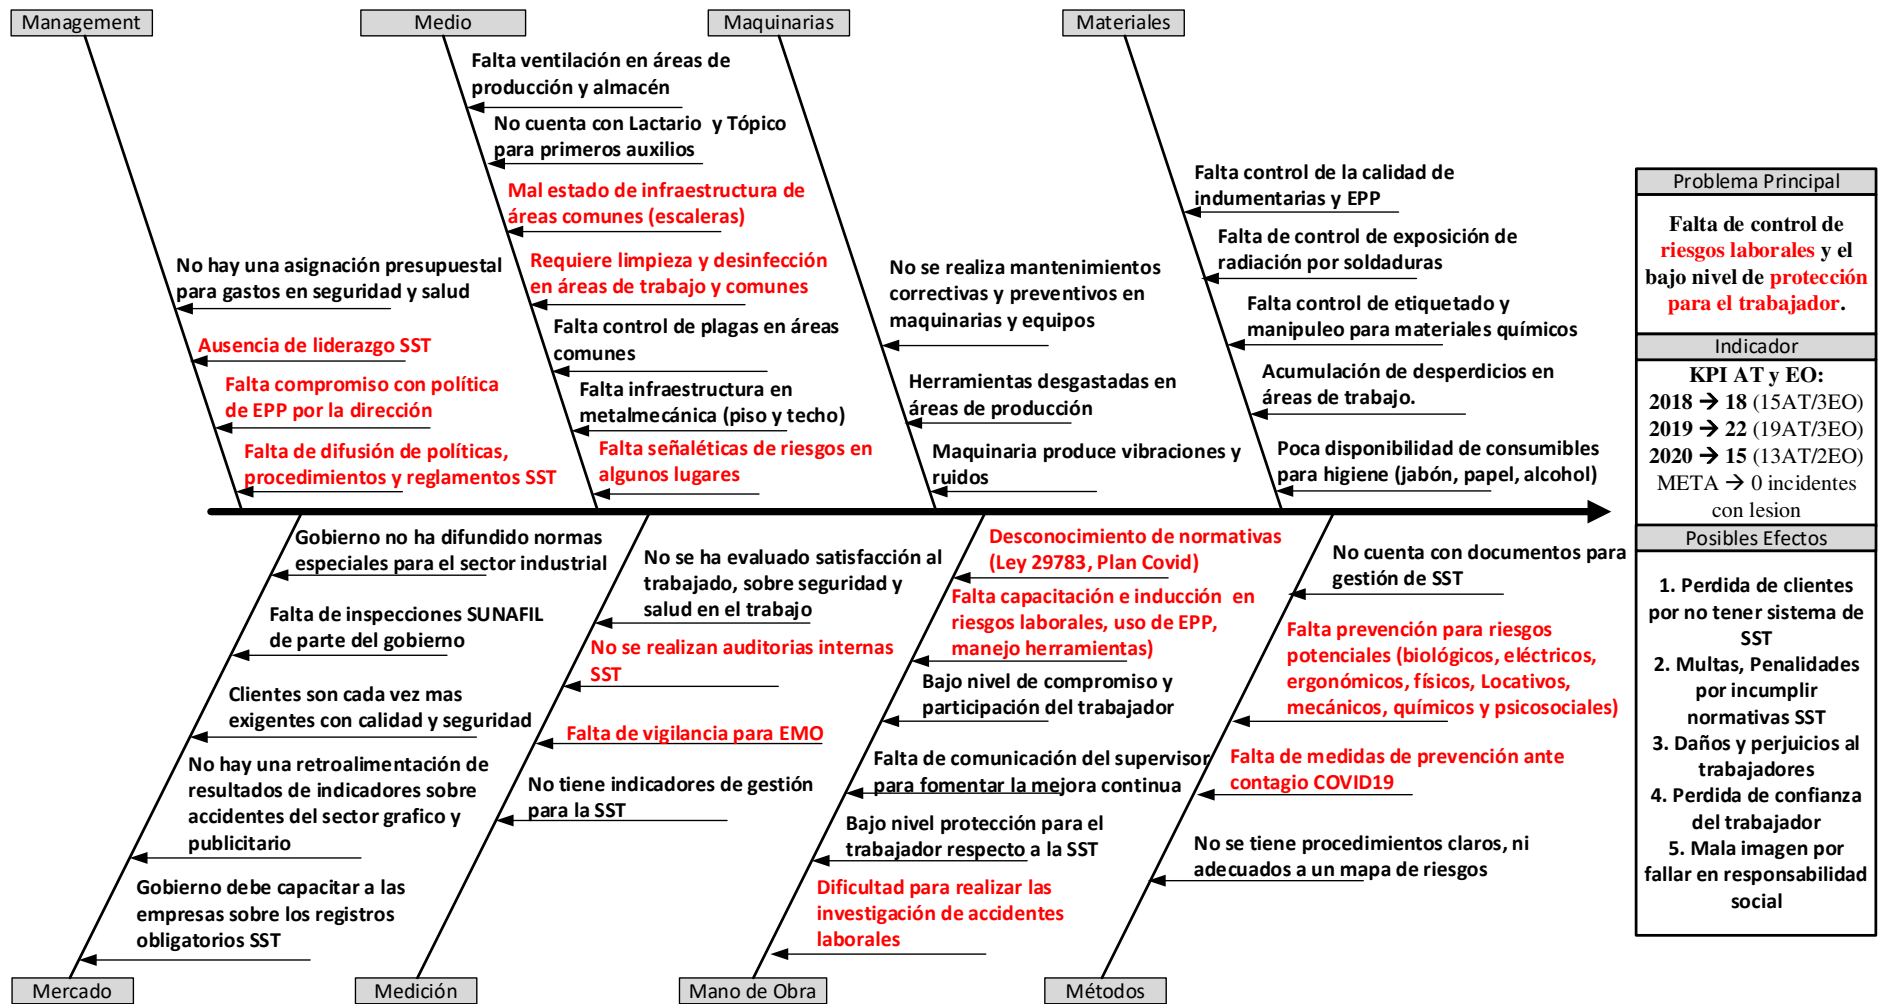 Management
Medio
Maquinarias
Materiales
No hay una asignación presupuestal
para gastos en seguridad y salud
Ausencia de liderazgo SST
Falta compromiso con política
de EPP por la dirección
Falta de difusión de políticas,
procedimientos y reglamentos SST
Falta ventilación en áreas de
producción y almacén
No cuenta con Lactario y Tópico
para primeros auxilios
Mal estado de infraestructura de
áreas comunes (escaleras)
Requiere limpieza y desinfección
en áreas de trabajo y comunes
Falta control de plagas en áreas
comunes
Falta infraestructura en
metalmecánica (piso y techo)
Falta señaléticas de riesgos en
algunos lugares
No se realiza mantenimientos
correctivas y preventivos en
maquinarias y equipos
Herramientas desgastadas en
áreas de producción
Maquinaria produce vibraciones y
ruidos
Falta control de la calidad de
indumentarias y EPP
Falta de control de exposición de
radiación por soldaduras
Falta control de etiquetado y
manipuleo para materiales químicos
Acumulación de desperdicios en
áreas de trabajo.
Poca disponibilidad de consumibles
para higiene (jabón, papel, alcohol)
Gobierno no ha difundido normas
especiales para el sector industrial
Falta de inspecciones SUNAFIL
de parte del gobierno
Clientes son cada vez mas
exigentes con calidad y seguridad
No hay una retroalimentación de
resultados de indicadores sobre
accidentes del sector grafico y
publicitario
Gobierno debe capacitar a las
empresas sobre los registros
obligatorios SST
No se ha evaluado satisfacción al
trabajado, sobre seguridad y
salud en el trabajo
No se realizan auditorias internas
SST
Falta de vigilancia para EMO
No tiene indicadores de gestión
para la SST
Desconocimiento de normativas
(Ley 29783, Plan Covid)
Falta capacitación e inducción en
riesgos laborales, uso de EPP,
manejo herramientas)
Bajo nivel de compromiso y
participación del trabajador
Falta de comunicación del supervisor
para fomentar la mejora continua
Bajo nivel protección para el
trabajador respecto a la SST
Dificultad para realizar las
investigación de accidentes
laborales
No cuenta con documentos para
gestión de SST
Falta prevención para riesgos
potenciales (biológicos, eléctricos,
ergonómicos, físicos, Locativos,
mecánicos, químicos y psicosociales)
Falta de medidas de prevención ante
contagio COVID19
No se tiene procedimientos claros, ni
adecuados a un mapa de riesgos
Mercado
Medición
Mano de Obra
Métodos
Problema Principal
Falta de control de
riesgos laborales y el
bajo nivel de protección
para el trabajador.
Indicador
KPI AT y EO:
2018 → 18 (15AT/3EO)
2019 → 22 (19AT/3EO)
2020 → 15 (13AT/2EO)
META → 0 incidentes
con lesion
Posibles Efectos
1. Perdida de clientes
por no tener sistema de
SST
2. Multas, Penalidades
por incumplir
normativas SST
3. Daños y perjuicios al
trabajadores
4. Perdida de confianza
del trabajador
5. Mala imagen por
fallar en responsabilidad
social